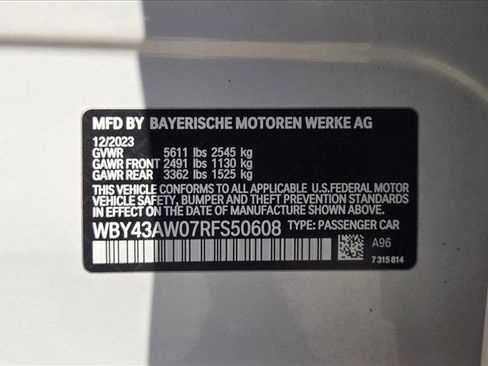 MFD BY BAYERISCHE MOTOREN WERKE AG
12/2023
GVWR 5611 lbs 2545 kg
GAWR FRONT 2491 lbs 1130 kg
GAWR REAR 3362 lbs 1525 kg
THIS VEHICLE CONFORMS TO ALL APPLICABLE U.S.FEDERAL MOTOR
VEHICLE SAFETY, BUMPER, AND THEFT PREVENTION STANDARDS
IN EFFECT ON THE DATE OF MANUFACTURE SHOWN ABOVE.
WBY43AW07RFS50608 TYPE: PASSENGER CAR
A96
7 315 814